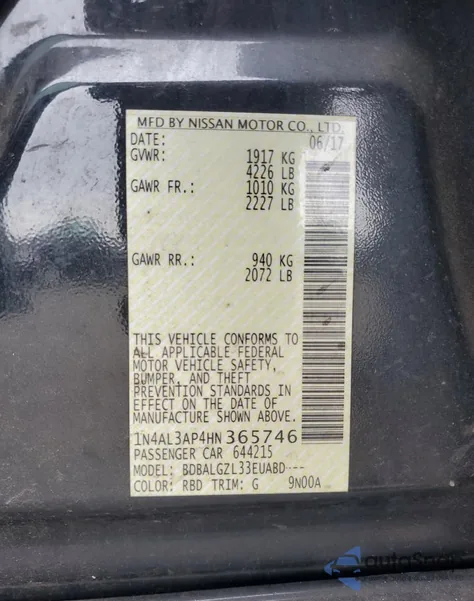 MFD BY NISSAN MOTOR CO., LTD.
DATE: 06/17
GVWR: 1917 KG
4226 LB
GAWR FR.: 1010 KG
2227 LB
GAWR RR.: 940 KG
2072 LB
THIS VEHICLE CONFORMS TO
ALL APPLICABLE FEDERAL
MOTOR VEHICLE SAFETY,
BUMPER, AND THEFT
PREVENTION STANDARDS IN
EFFECT ON THE DATE OF
MANUFACTURE SHOWN ABOVE.
1N4AL3AP4HN365746
PASSENGER CAR 644215
MODEL: BDBALGZL33EUABD----
COLOR: RBD TRIM: G 9N00A